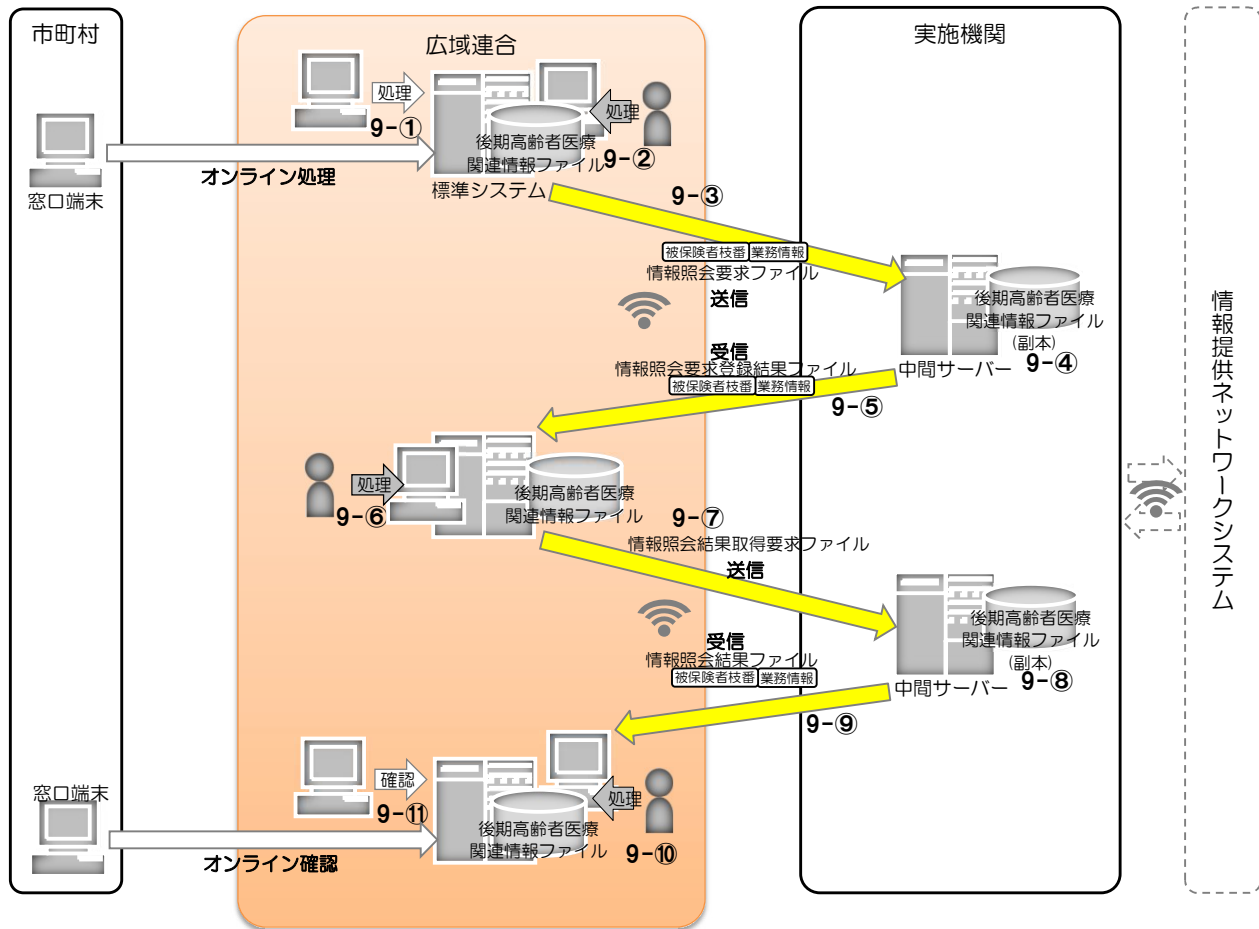 市町村
広域連合
実施機関
処理
9-①
処理
9-②
後期高齢者医療
関連情報ファイル
標準システム
窓口端末
オンライン処理
9-③
被保険者枝番
業務情報
情報照会要求ファイル
送信
後期高齢者医療
関連情報ファイル
(副本)
9-④
中間サーバー
受信
情報照会要求登録結果ファイル
被保険者枝番
業務情報
9-⑤
処理
9-⑥
後期高齢者医療
関連情報ファイル
9-⑦
情報照会結果取得要求ファイル
送信
後期高齢者医療
関連情報ファイル
(副本)
9-⑧
中間サーバー
受信
情報照会結果ファイル
被保険者枝番
業務情報
9-⑨
確認
9-⑪
処理
9-⑩
後期高齢者医療
関連情報ファイル
窓口端末
オンライン確認
情報提供ネットワークシステム